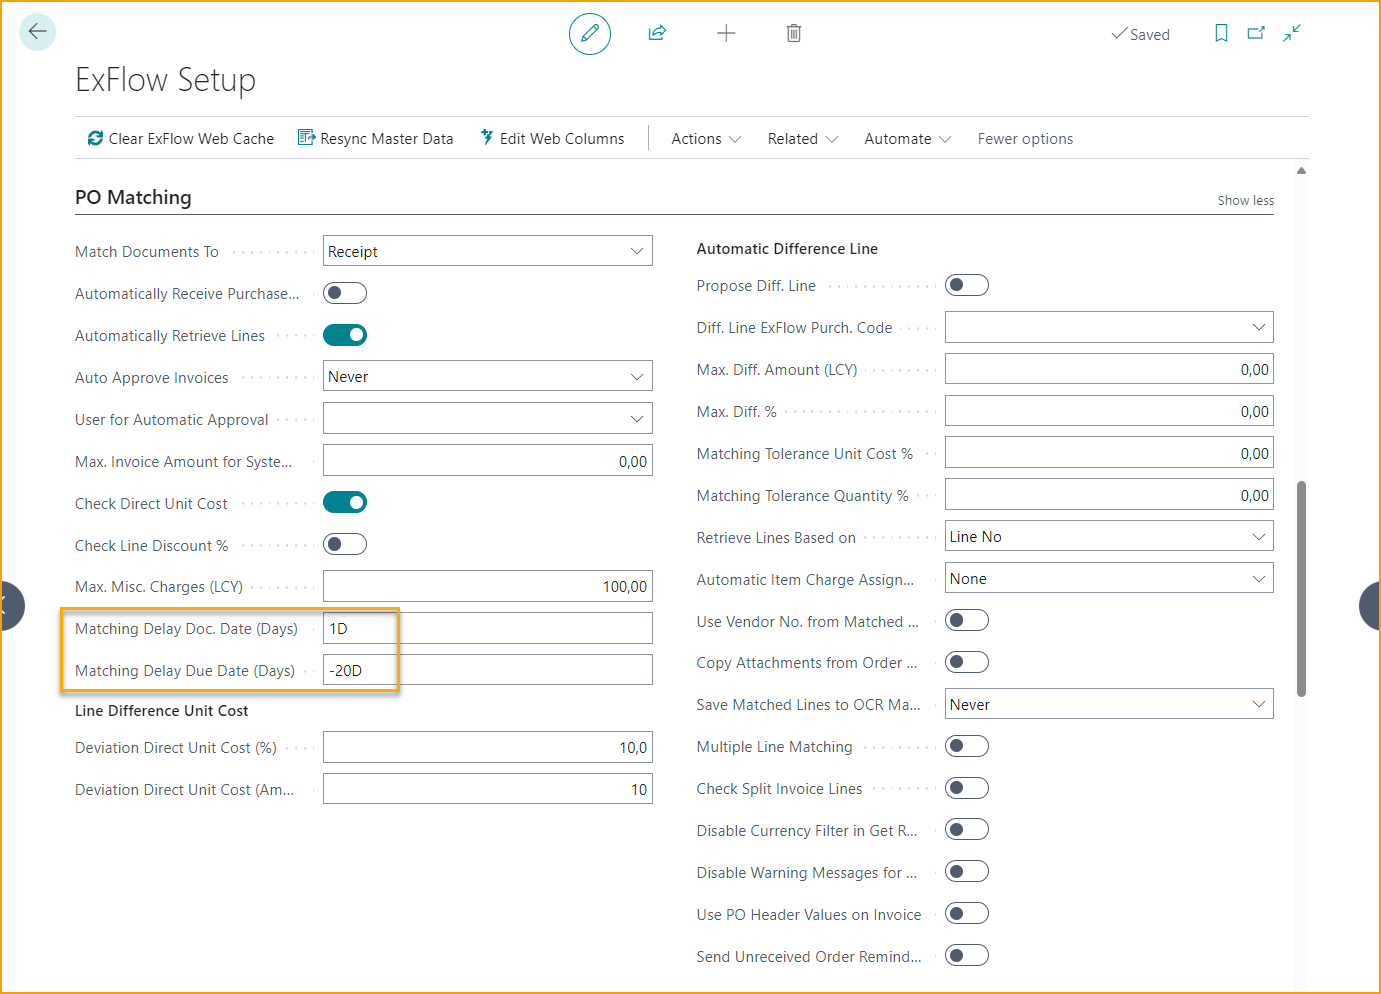 Saved
ExFlow Setup
Clear ExFlow Web Cache Resync Master Data Edit Web Columns Actions Related Automate Fewer options
PO Matching
Show less
Match Documents To Receipt
Automatically Receive Purchase...
Automatically Retrieve Lines
Auto Approve Invoices Never
User for Automatic Approval
Max. Invoice Amount for Syste... 0,00
Check Direct Unit Cost
Check Line Discount %
Max. Misc. Charges (LCY) 100,00
Matching Delay Doc. Date (Days) 1D
Matching Delay Due Date (Days) -20D
Line Difference Unit Cost
Deviation Direct Unit Cost (%) 10,0
Deviation Direct Unit Cost (Am... 10
Automatic Difference Line
Propose Diff. Line
Diff. Line ExFlow Purch. Code
Max. Diff. Amount (LCY) 0,00
Max. Diff. % 0,00
Matching Tolerance Unit Cost % 0,00
Matching Tolerance Quantity % 0,00
Retrieve Lines Based on Line No
Automatic Item Charge Assign... None
Use Vendor No. from Matched ...
Copy Attachments from Order ...
Save Matched Lines to OCR Ma... Never
Multiple Line Matching
Check Split Invoice Lines
Disable Currency Filter in Get R...
Disable Warning Messages for ...
Use PO Header Values on Invoice
Send Unreceived Order Remind...